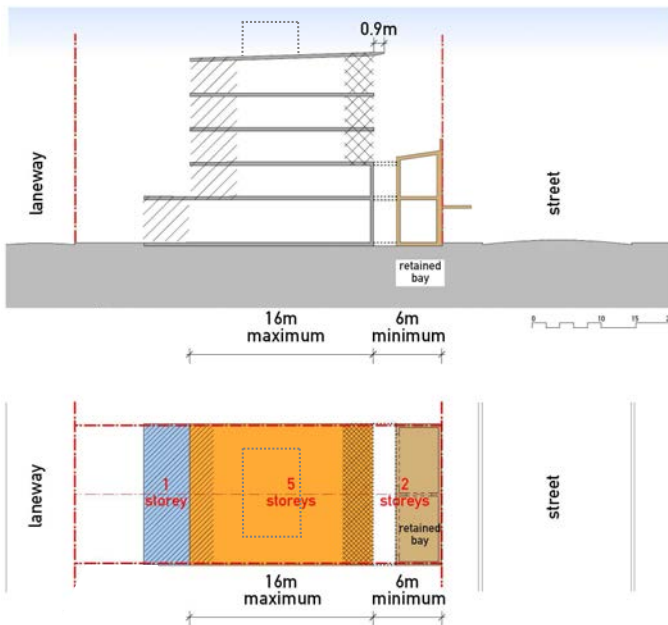 0.9m
laneway
street
retained
bay
16m
maximum
6m
minimum
0
10
15
2
laneway
1
storey
5
storeys
2
storeys
retained
bay
street
16m
maximum
6m
minimum